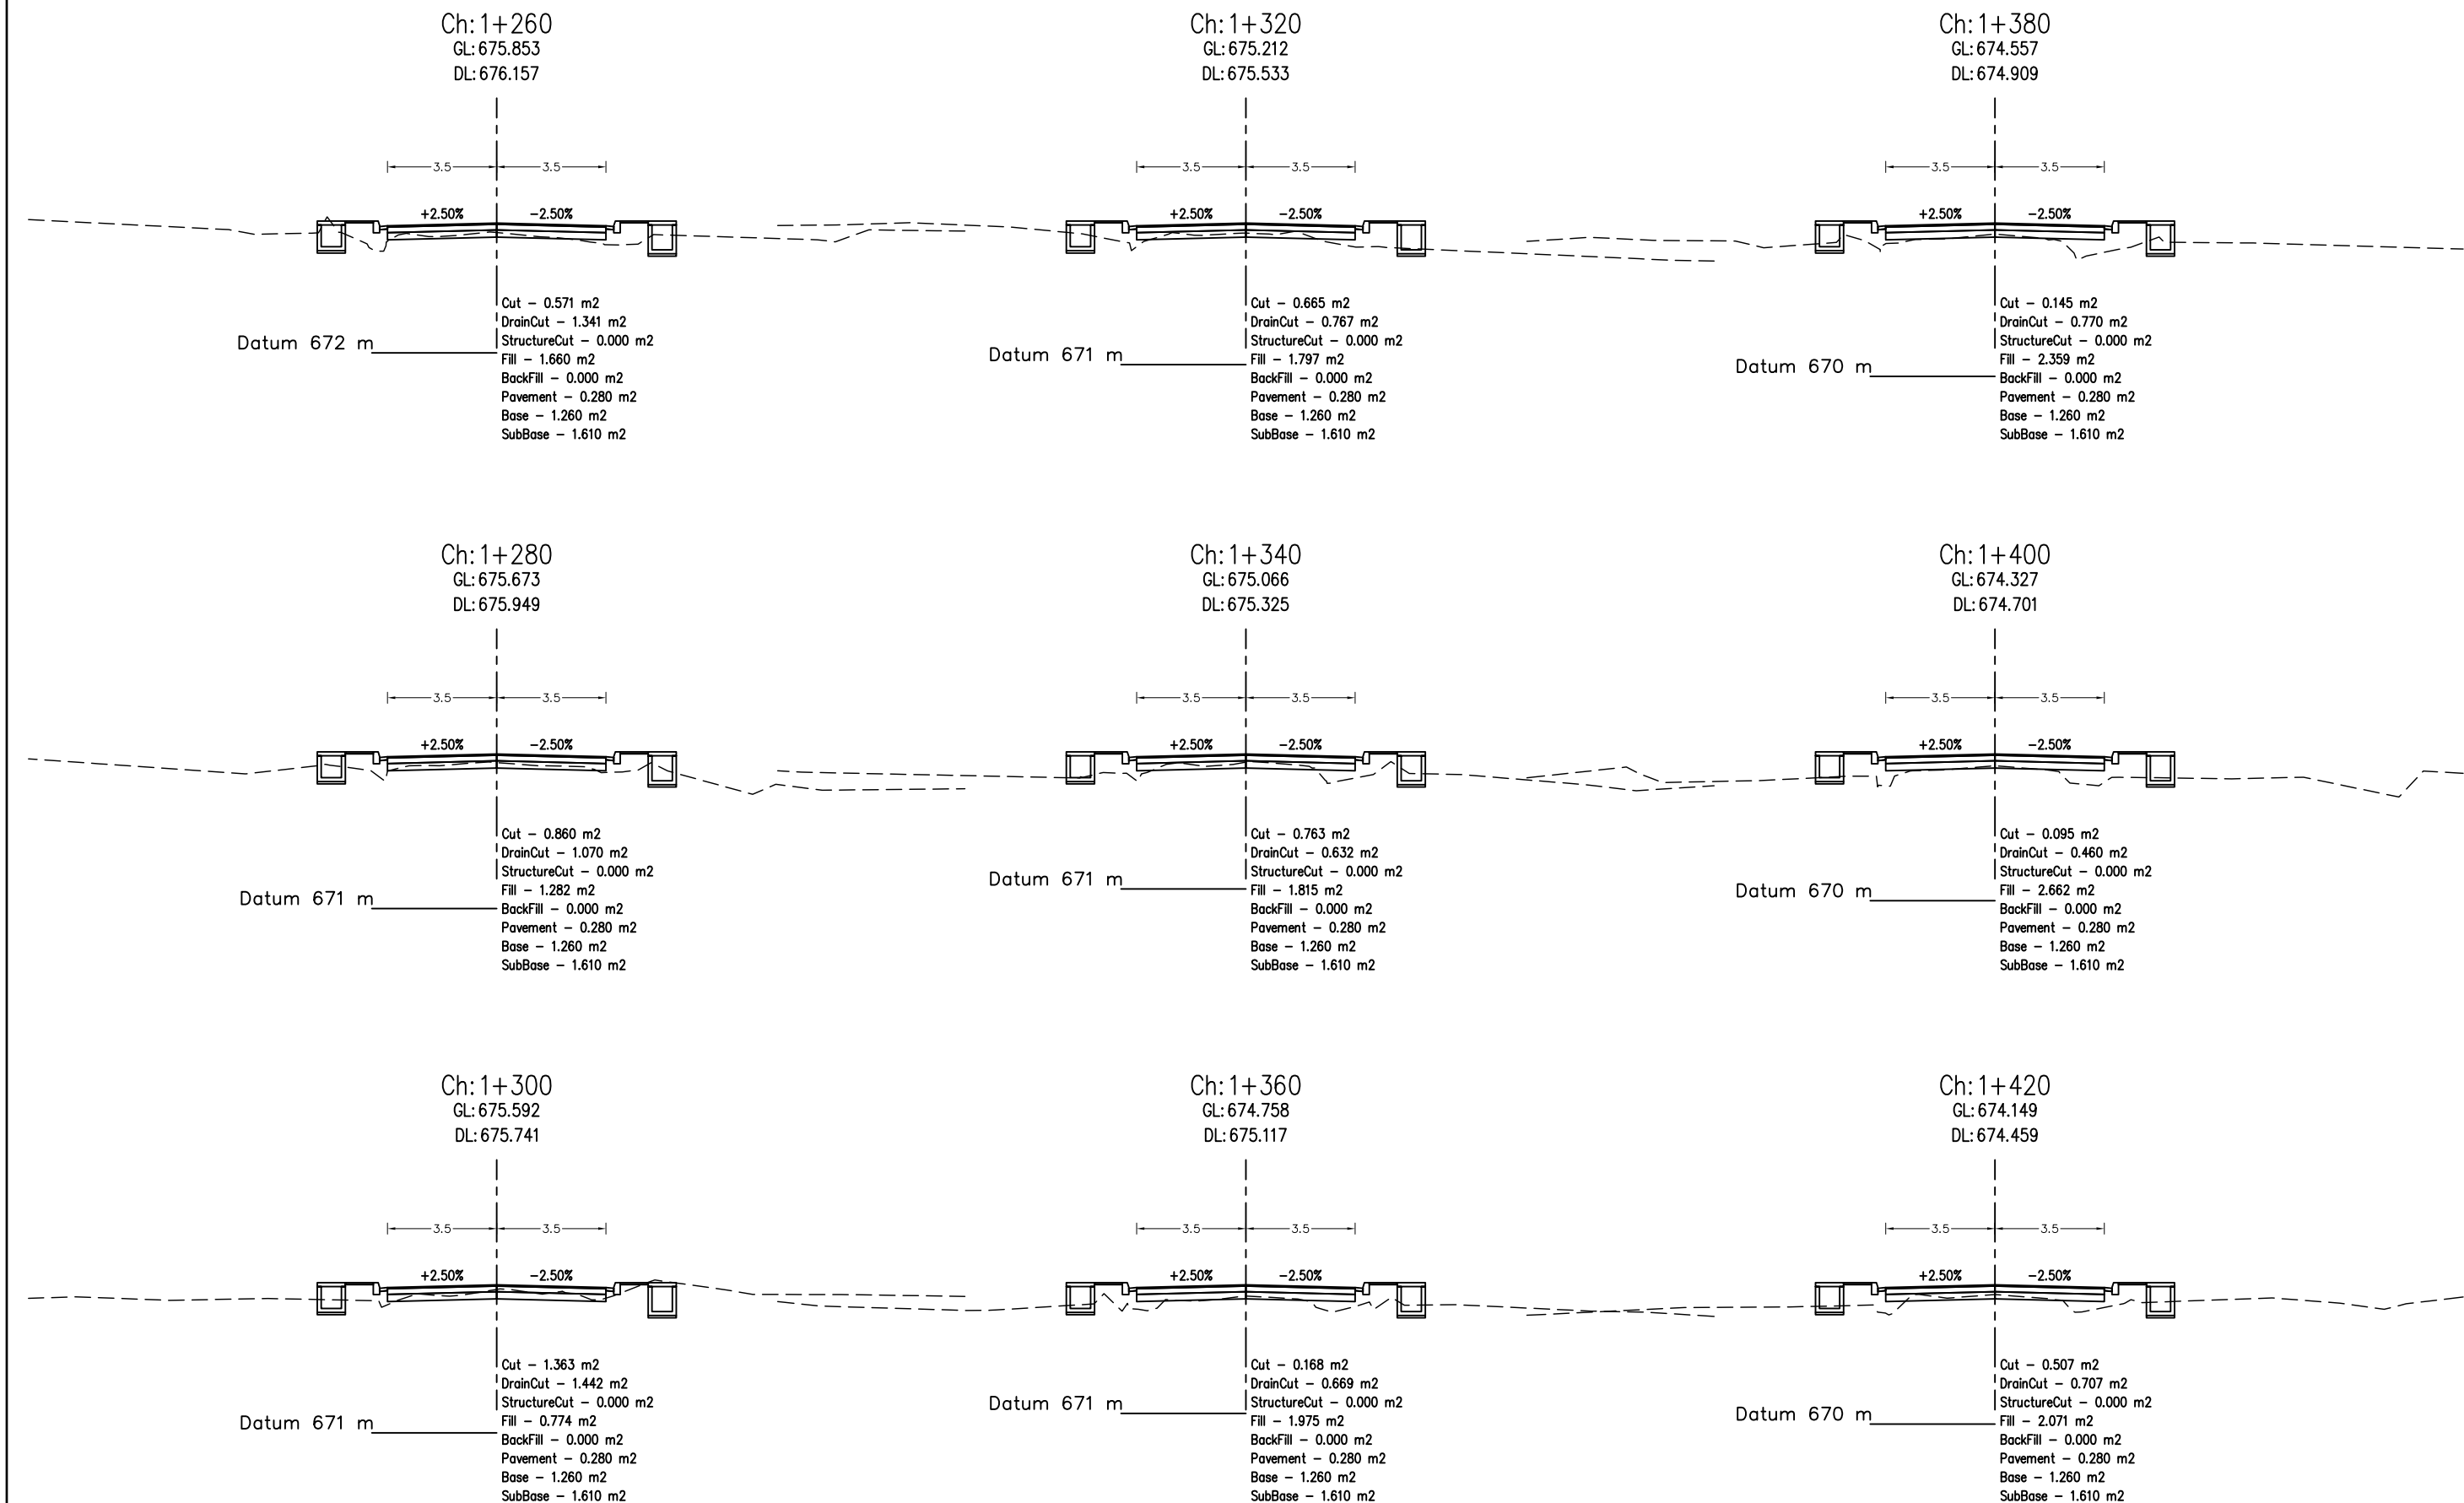 Ch:1+260
GL:675.853
DL:676.157
3.5 3.5
+2.50% -2.50%
Cut - 0.571 m2
DrainCut - 1.341 m2
StructureCut - 0.000 m2
Datum 672 m
Fill - 1.660 m2
BackFill - 0.000 m2
Pavement - 0.280 m2
Base - 1.260 m2
SubBase - 1.610 m2
Ch:1+280
GL:675.673
DL:675.949
3.5 3.5
+2.50% -2.50%
Cut - 0.860 m2
DrainCut - 1.070 m2
StructureCut - 0.000 m2
Fill - 1.282 m2
Datum 671 m
BackFill - 0.000 m2
Pavement - 0.280 m2
Base - 1.260 m2
SubBase - 1.610 m2
Ch:1+300
GL:675.592
DL:675.741
3.5 3.5
+2.50% -2.50%
Cut - 1.363 m2
DrainCut - 1.442 m2
StructureCut - 0.000 m2
Fill - 0.774 m2
Datum 671 m
BackFill - 0.000 m2
Pavement - 0.280 m2
Base - 1.260 m2
SubBase - 1.610 m2
Ch:1+320
GL:675.212
DL:675.533
3.5 3.5
+2.50% -2.50%
Cut - 0.665 m2
DrainCut - 0.767 m2
StructureCut - 0.000 m2
Datum 671 m
Fill - 1.797 m2
BackFill - 0.000 m2
Pavement - 0.280 m2
Base - 1.260 m2
SubBase - 1.610 m2
Ch:1+340
GL:675.066
DL:675.325
3.5 3.5
+2.50% -2.50%
Cut - 0.763 m2
DrainCut - 0.632 m2
StructureCut - 0.000 m2
Datum 671 m
Fill - 1.815 m2
BackFill - 0.000 m2
Pavement - 0.280 m2
Base - 1.260 m2
SubBase - 1.610 m2
Ch:1+360
GL:674.758
DL:675.117
3.5 3.5
+2.50% -2.50%
Cut - 0.168 m2
DrainCut - 0.669 m2
StructureCut - 0.000 m2
Datum 671 m
Fill - 1.975 m2
BackFill - 0.000 m2
Pavement - 0.280 m2
Base - 1.260 m2
SubBase - 1.610 m2
Ch:1+380
GL:674.557
DL:674.909
3.5 3.5
+2.50% -2.50%
Cut - 0.145 m2
DrainCut - 0.770 m2
StructureCut - 0.000 m2
Fill - 2.359 m2
Datum 670 m
BackFill - 0.000 m2
Pavement - 0.280 m2
Base - 1.260 m2
SubBase - 1.610 m2
Ch:1+400
GL:674.327
DL:674.701
3.5 3.5
+2.50% -2.50%
Cut - 0.095 m2
DrainCut - 0.460 m2
StructureCut - 0.000 m2
Fill - 2.662 m2
Datum 670 m
BackFill - 0.000 m2
Pavement - 0.280 m2
Base - 1.260 m2
SubBase - 1.610 m2
Ch:1+420
GL:674.149
DL:674.459
3.5 3.5
+2.50% -2.50%
Cut - 0.507 m2
DrainCut - 0.707 m2
StructureCut - 0.000 m2
Datum 670 m
Fill - 2.071 m2
BackFill - 0.000 m2
Pavement - 0.280 m2
Base - 1.260 m2
SubBase - 1.610 m2